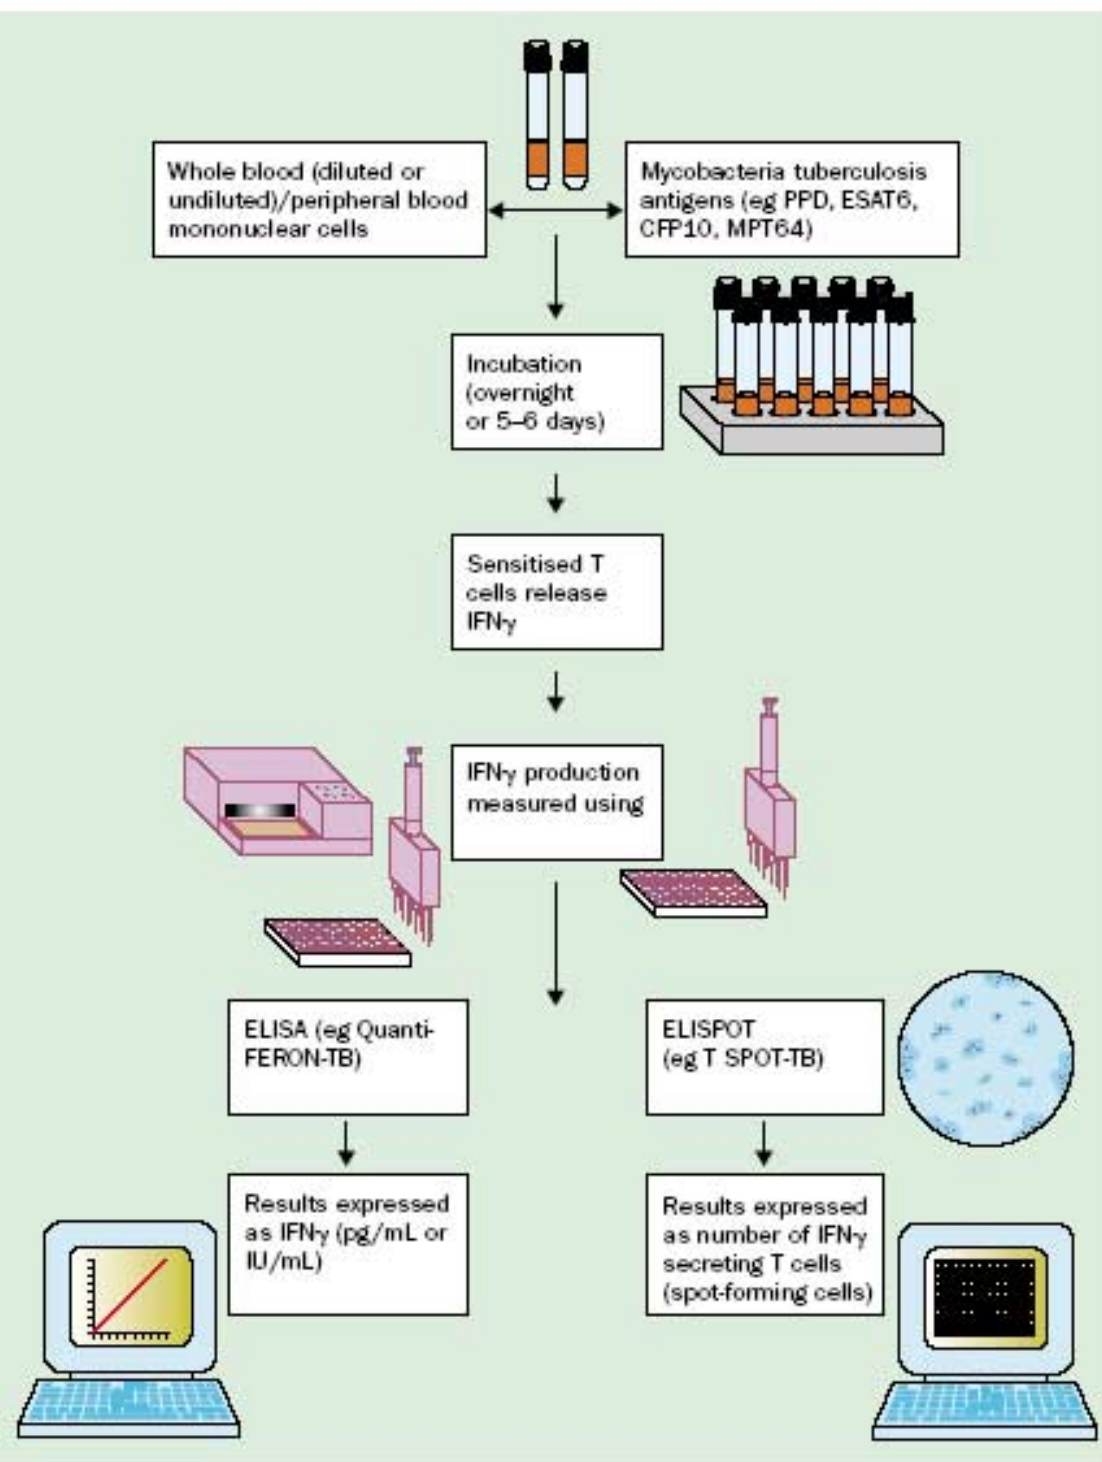 Whole blood (diluted or
undiluted)/peripheral blood
mononuclear cells
Mycobacteria tuberculosis
antigens (eg PPD, ESAT6,
CFP10, MPT64)
Incubation
(overnight
or 5–6 days)
Sensitised T
cells release
IFNγ
IFNγ production
measured using
ELISA (eg Quanti-
FERON-TB)
ELISPOT
(eg T SPOT-TB)
Results expressed
as IFNγ (pg/mL or
IU/mL)
Results expressed
as number of IFNγ
secreting T cells
(spot-forming cells)